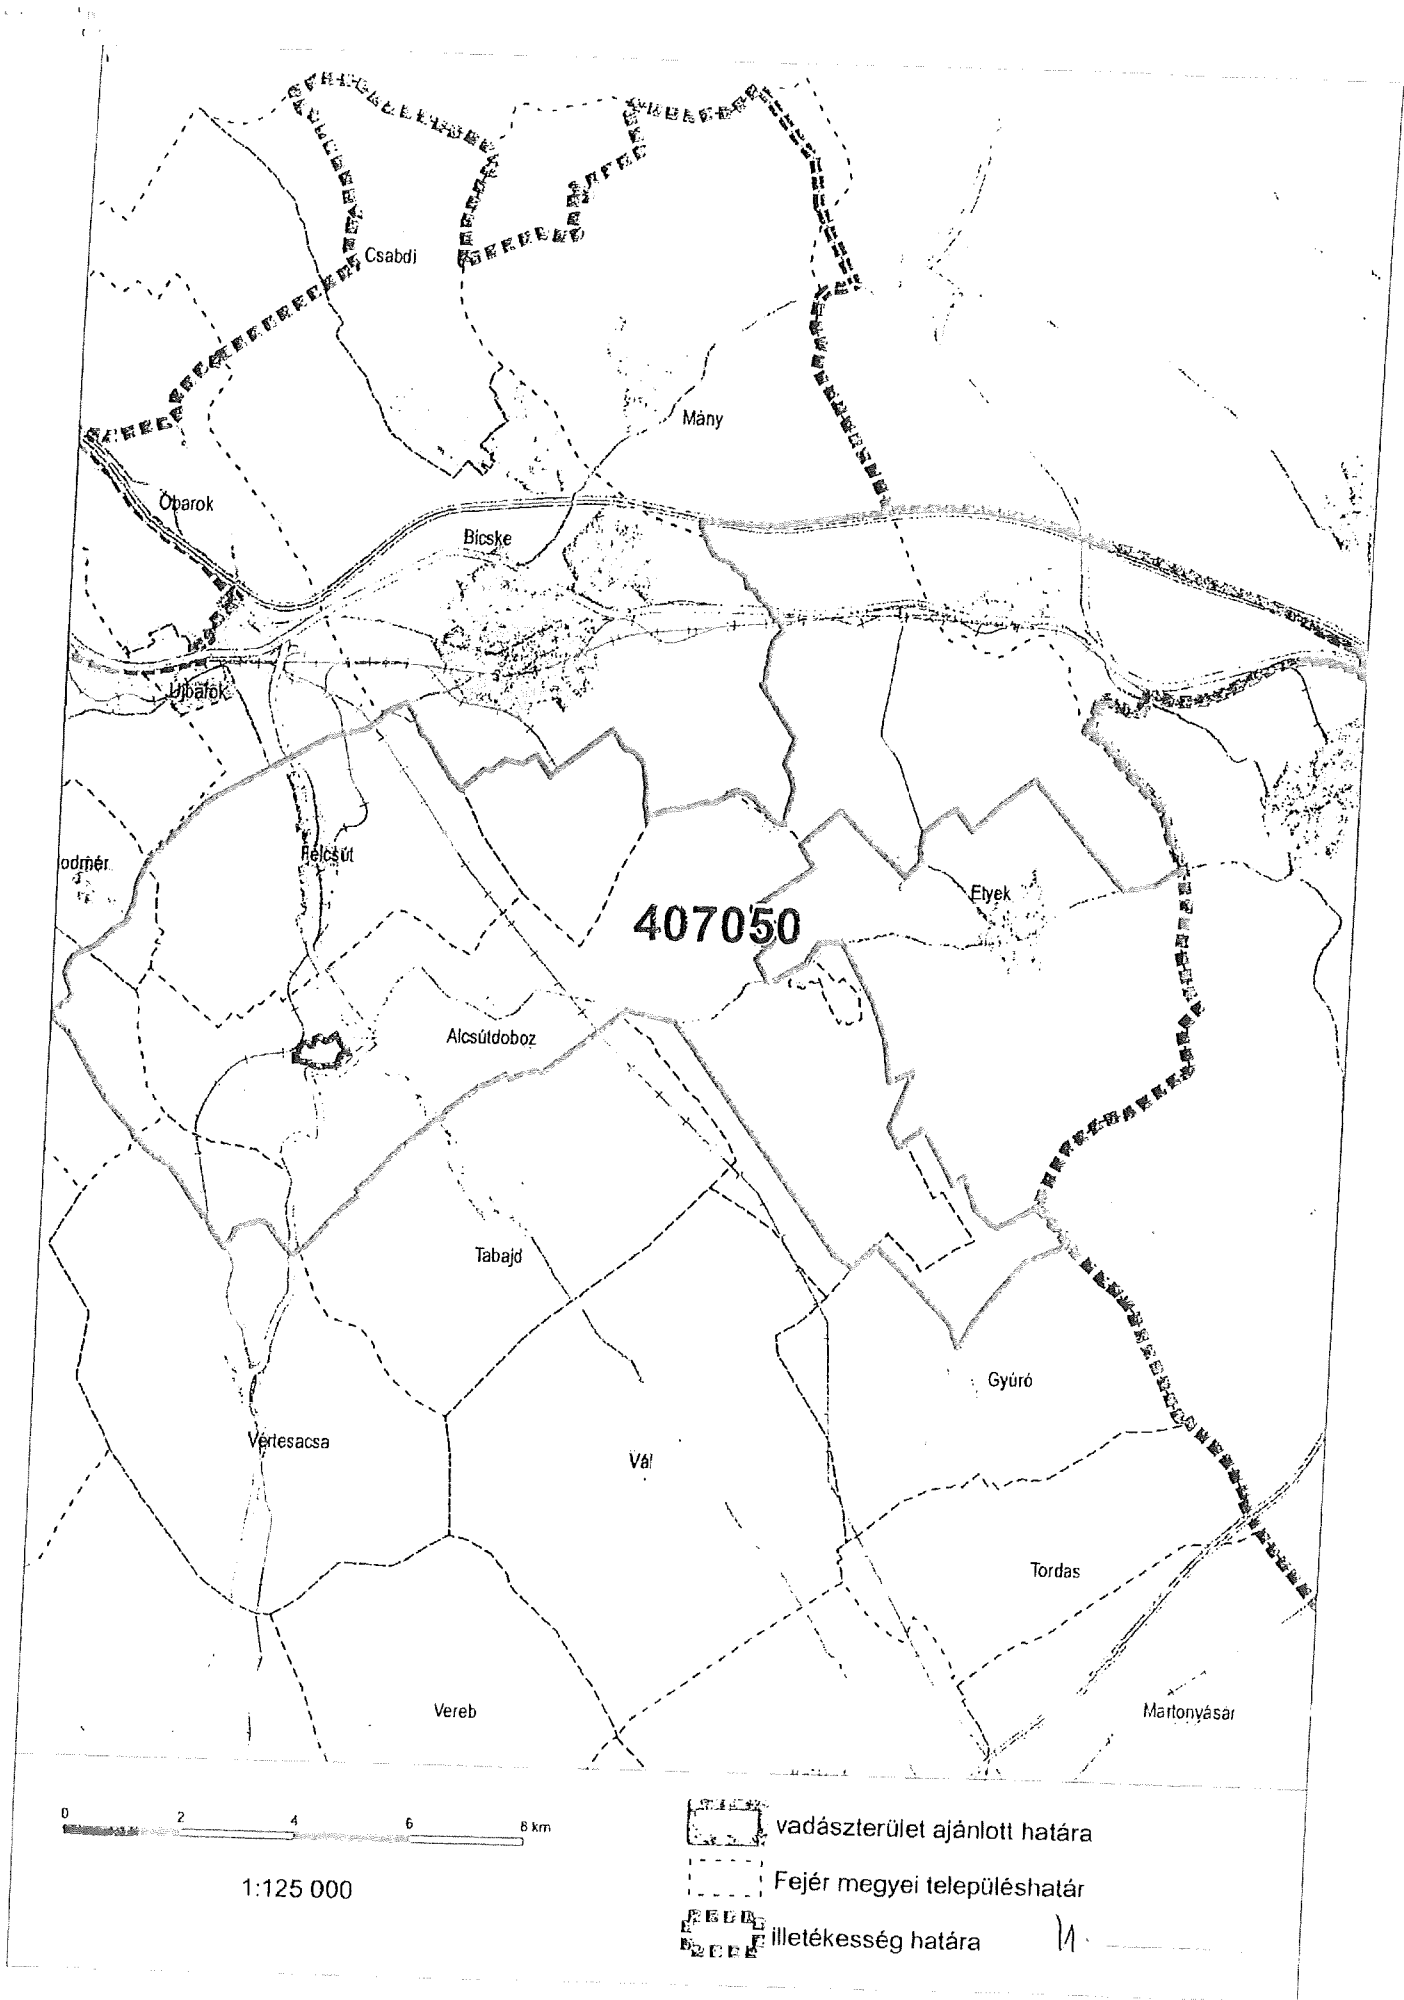 Csabdi
Mány
Óbarok
Bicske
Újbarok
Felcsút
odmér
Etyek
407050
Alcsútdoboz
Tabajd
Gyúró
Vértesacsa
Vál
Tordas
Vereb
Martonvásár
0 2 4 6 8 km
1:125 000
vadászterület ajánlott határa
Fejér megyei településhatár
illetékesség határa